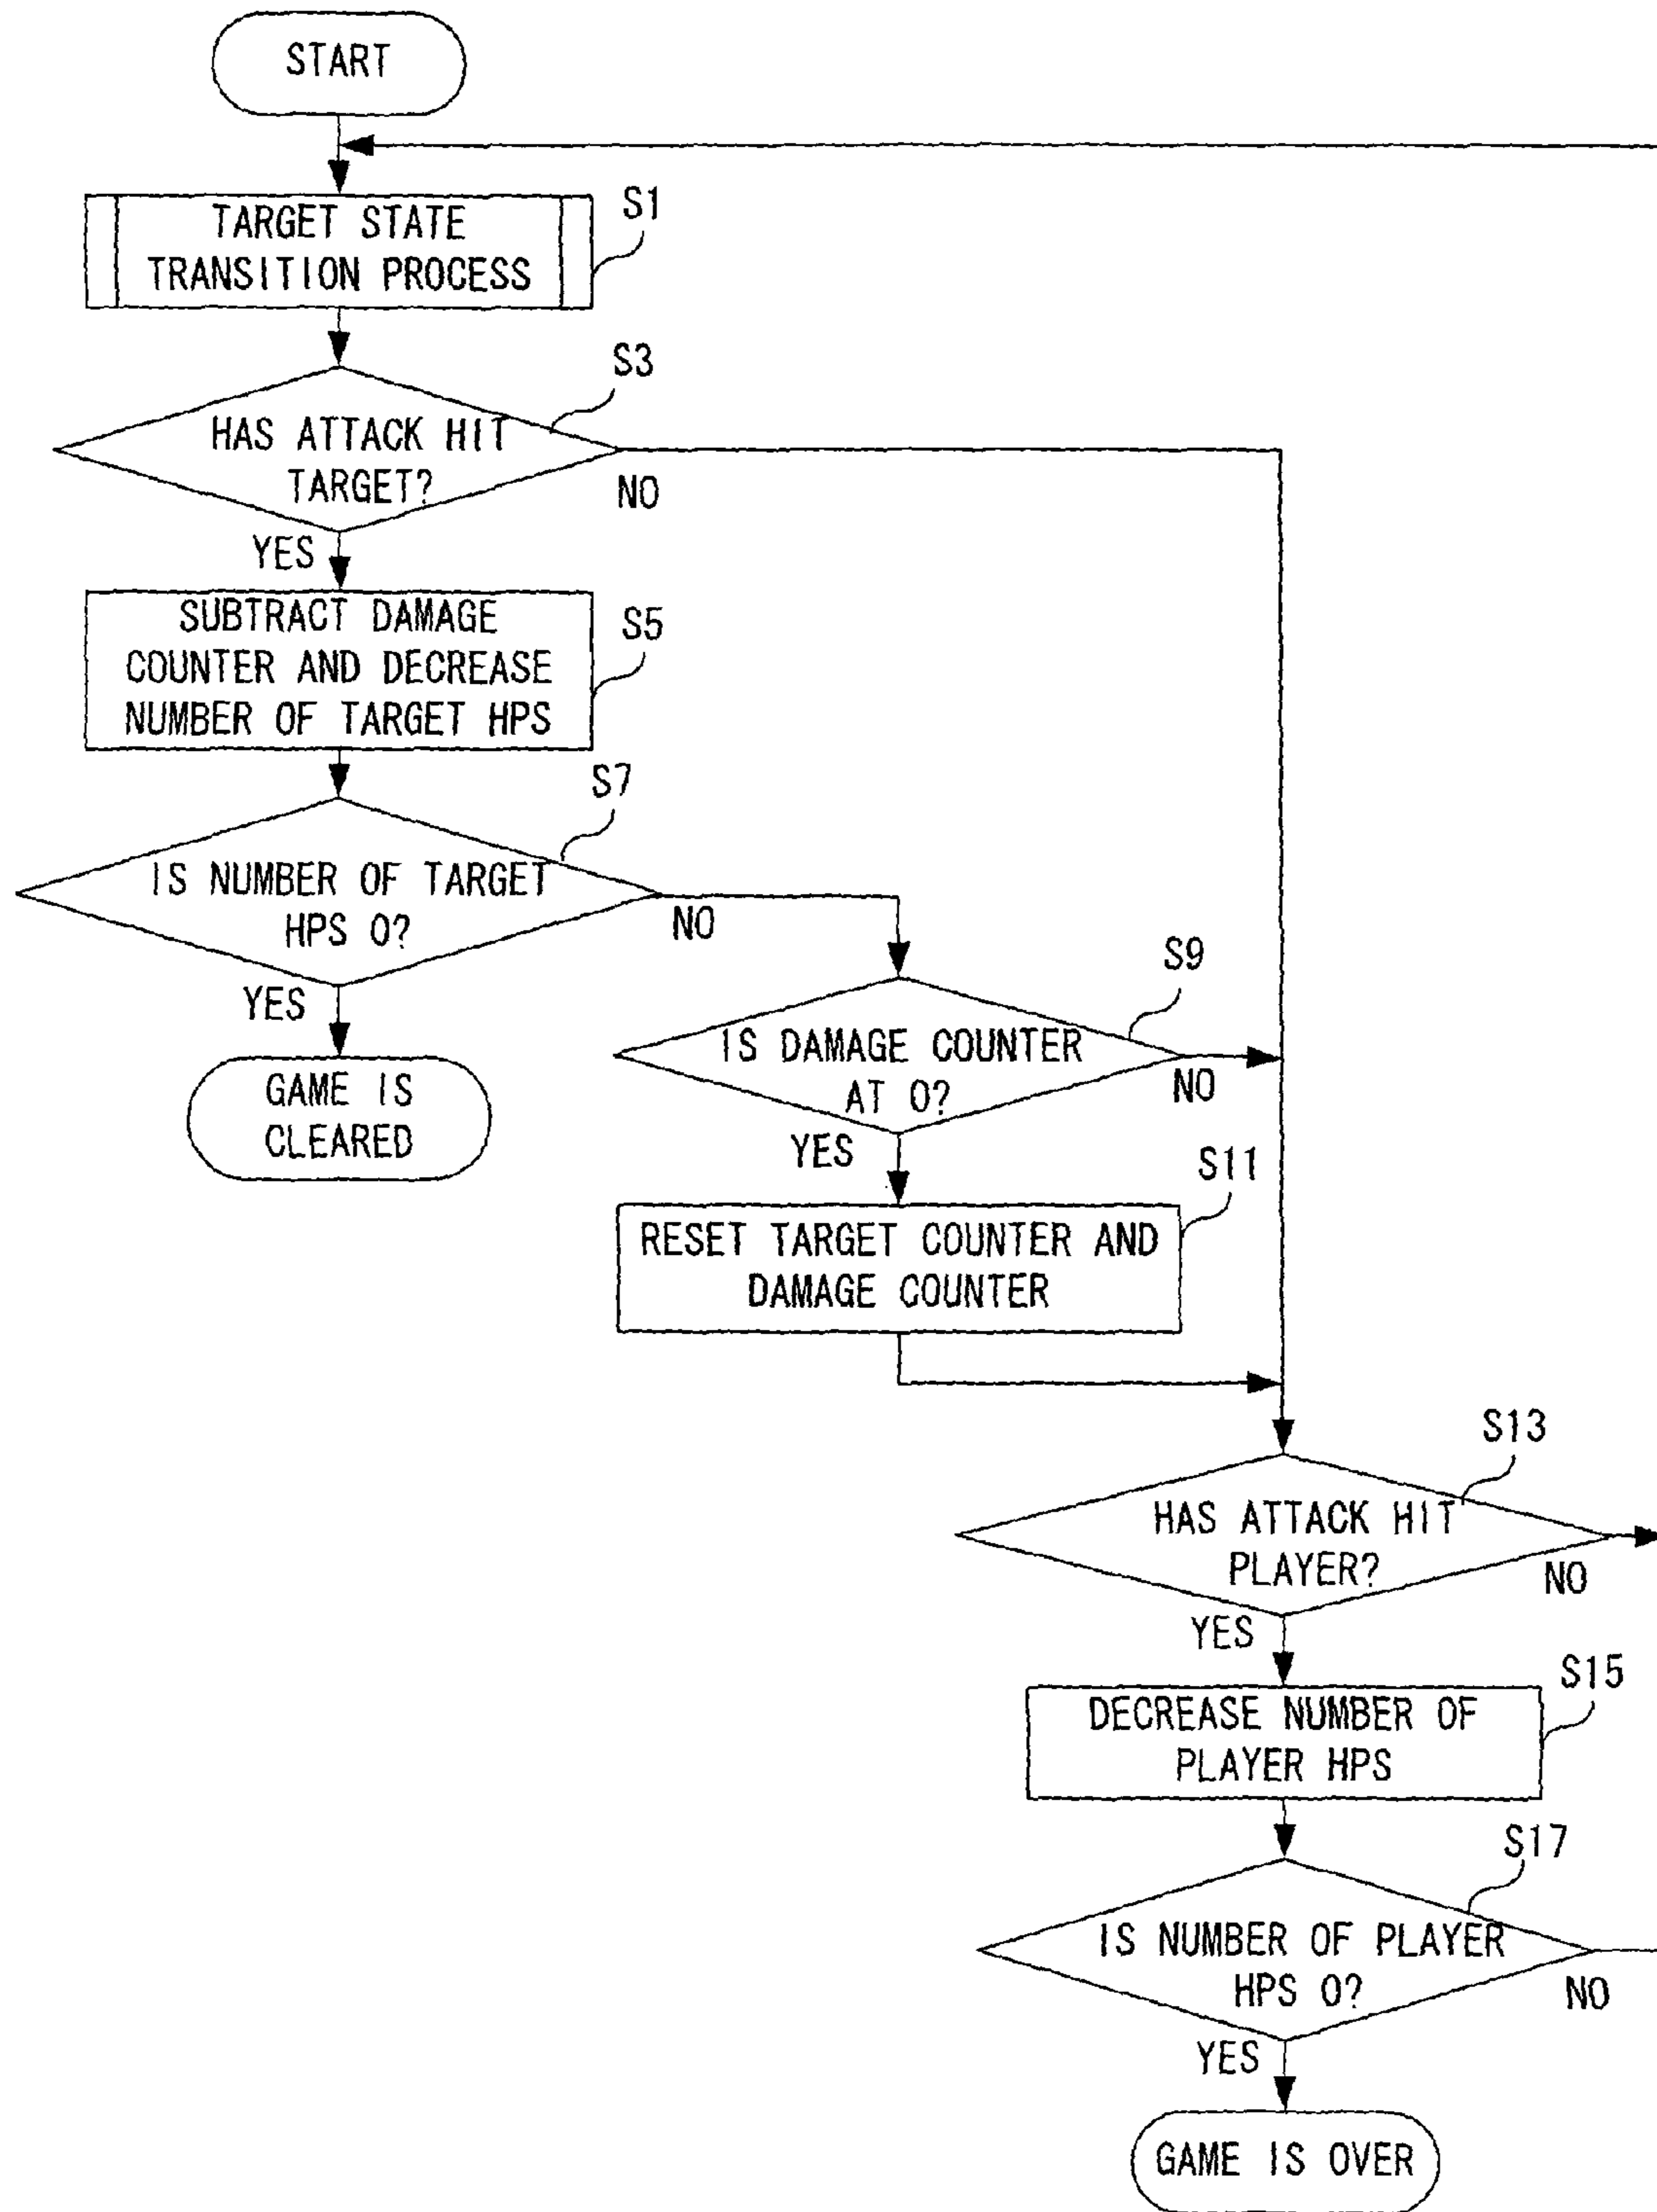 START
TARGET STATE
TRANSITION PROCESS
S1
HAS ATTACK HIT
TARGET?
S3
NO
YES
SUBTRACT DAMAGE
COUNTER AND DECREASE
NUMBER OF TARGET HPS
S5
IS NUMBER OF TARGET
HPS 0?
S7
NO
YES
GAME IS
CLEARED
IS DAMAGE COUNTER
AT 0?
S9
NO
YES
RESET TARGET COUNTER AND
DAMAGE COUNTER
S11
HAS ATTACK HIT
PLAYER?
S13
NO
YES
DECREASE NUMBER OF
PLAYER HPS
S15
IS NUMBER OF PLAYER
HPS 0?
S17
NO
YES
GAME IS OVER